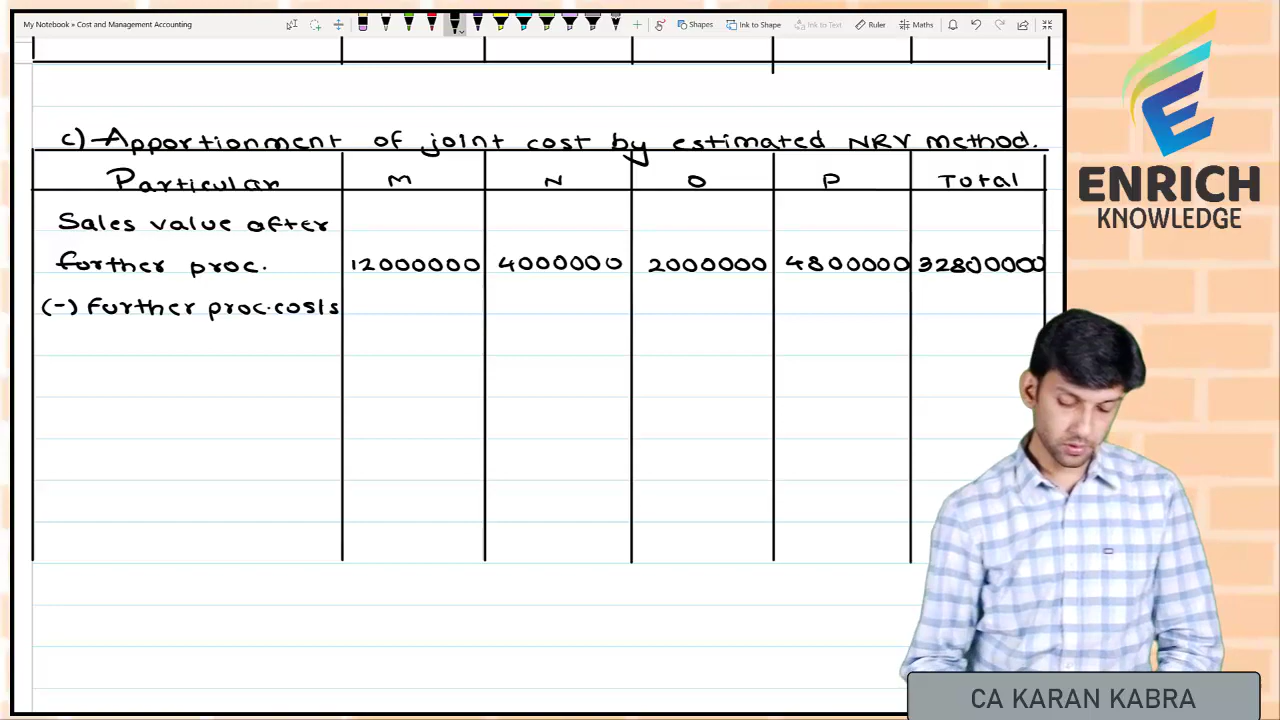 My Notebook » Cost and Management Accounting
Shapes Ink to Shape Ink to Text Ruler Maths
c) Apportionment of joint cost by estimated NRV method.
Particular M N O P Total
Sales value after
further proc. 12000000 4000000 2000000 4800000 32800000
(-) Further proc. costs
ENRICH
KNOWLEDGE
CA KARAN KABRA